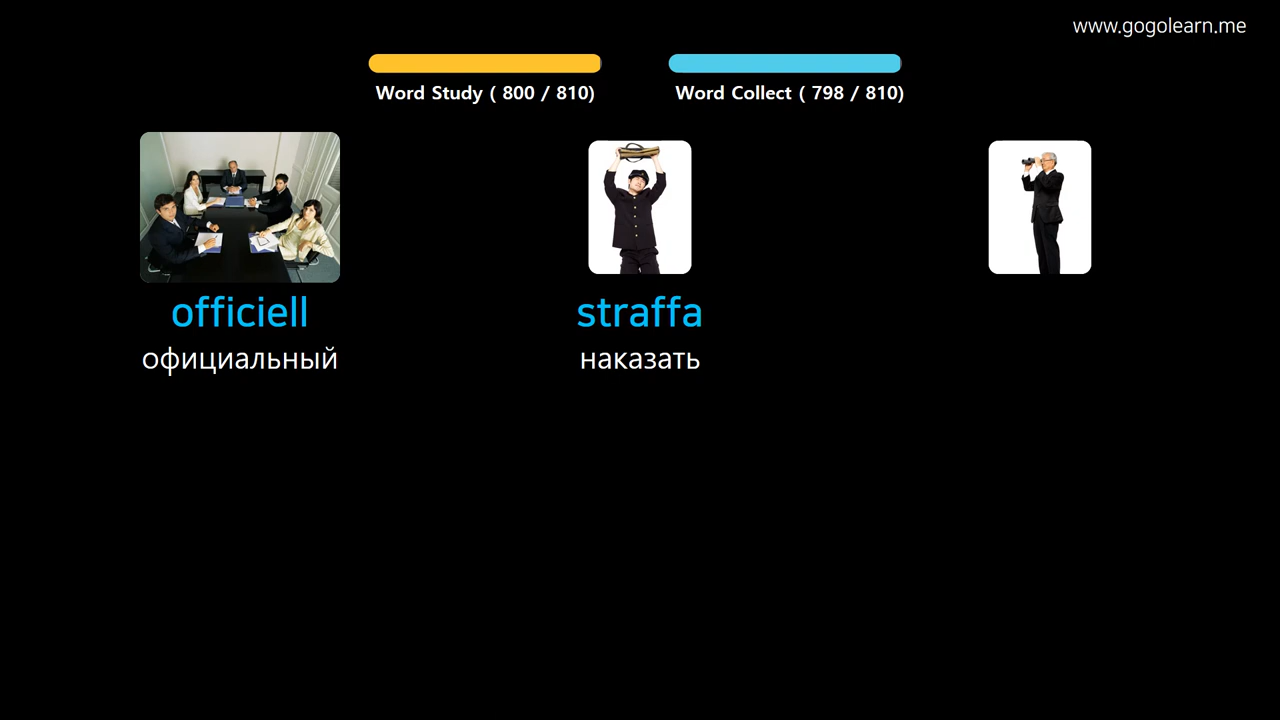 www.gogolearn.me
Word Study ( 800 / 810)
Word Collect ( 798 / 810)
officiell
straffa
официальный
наказать